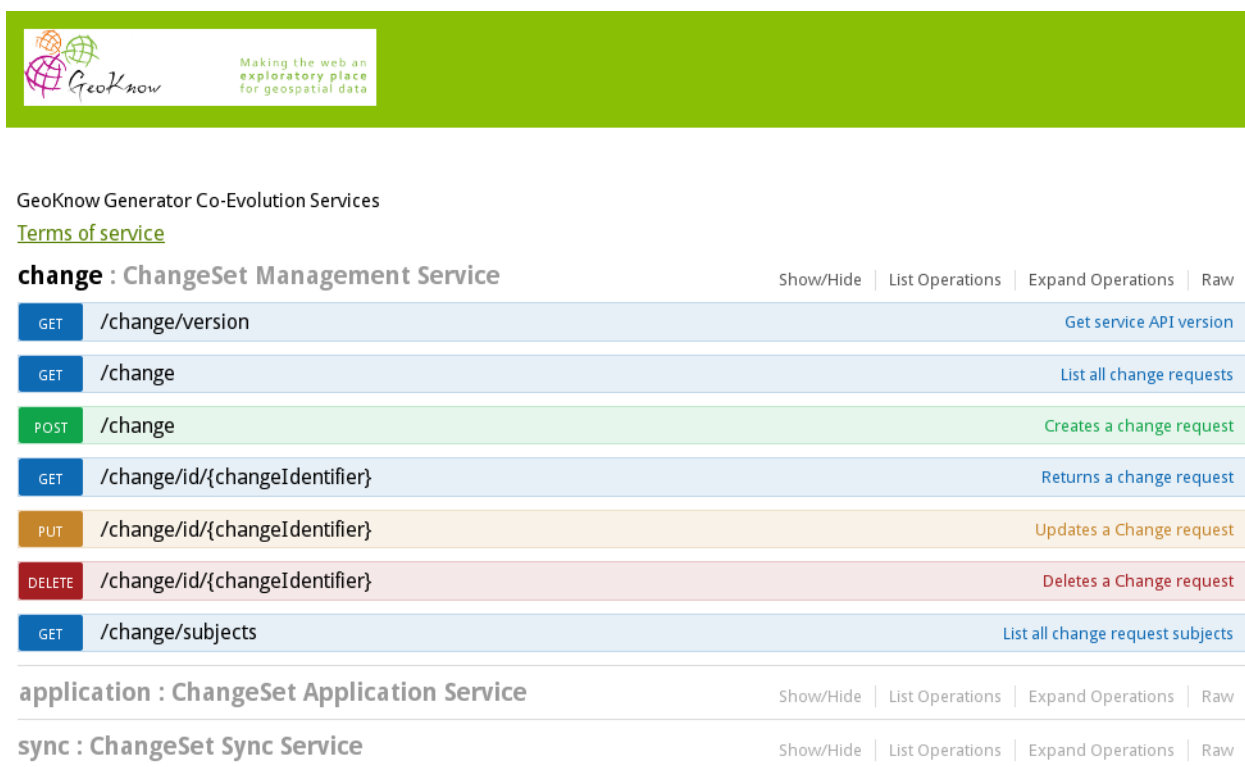 GeoKnow
Making the web an
exploratory place
for geospatial data
GeoKnow Generator Co-Evolution Services
Terms of service
change : ChangeSet Management Service Show/Hide List Operations Expand Operations Raw
GET /change/version Get service API version
GET /change List all change requests
POST /change Creates a change request
GET /change/id/{changeIdentifier} Returns a change request
PUT /change/id/{changeIdentifier} Updates a Change request
DELETE /change/id/{changeIdentifier} Deletes a Change request
GET /change/subjects List all change request subjects
application : ChangeSet Application Service Show/Hide List Operations Expand Operations Raw
sync : ChangeSet Sync Service Show/Hide List Operations Expand Operations Raw